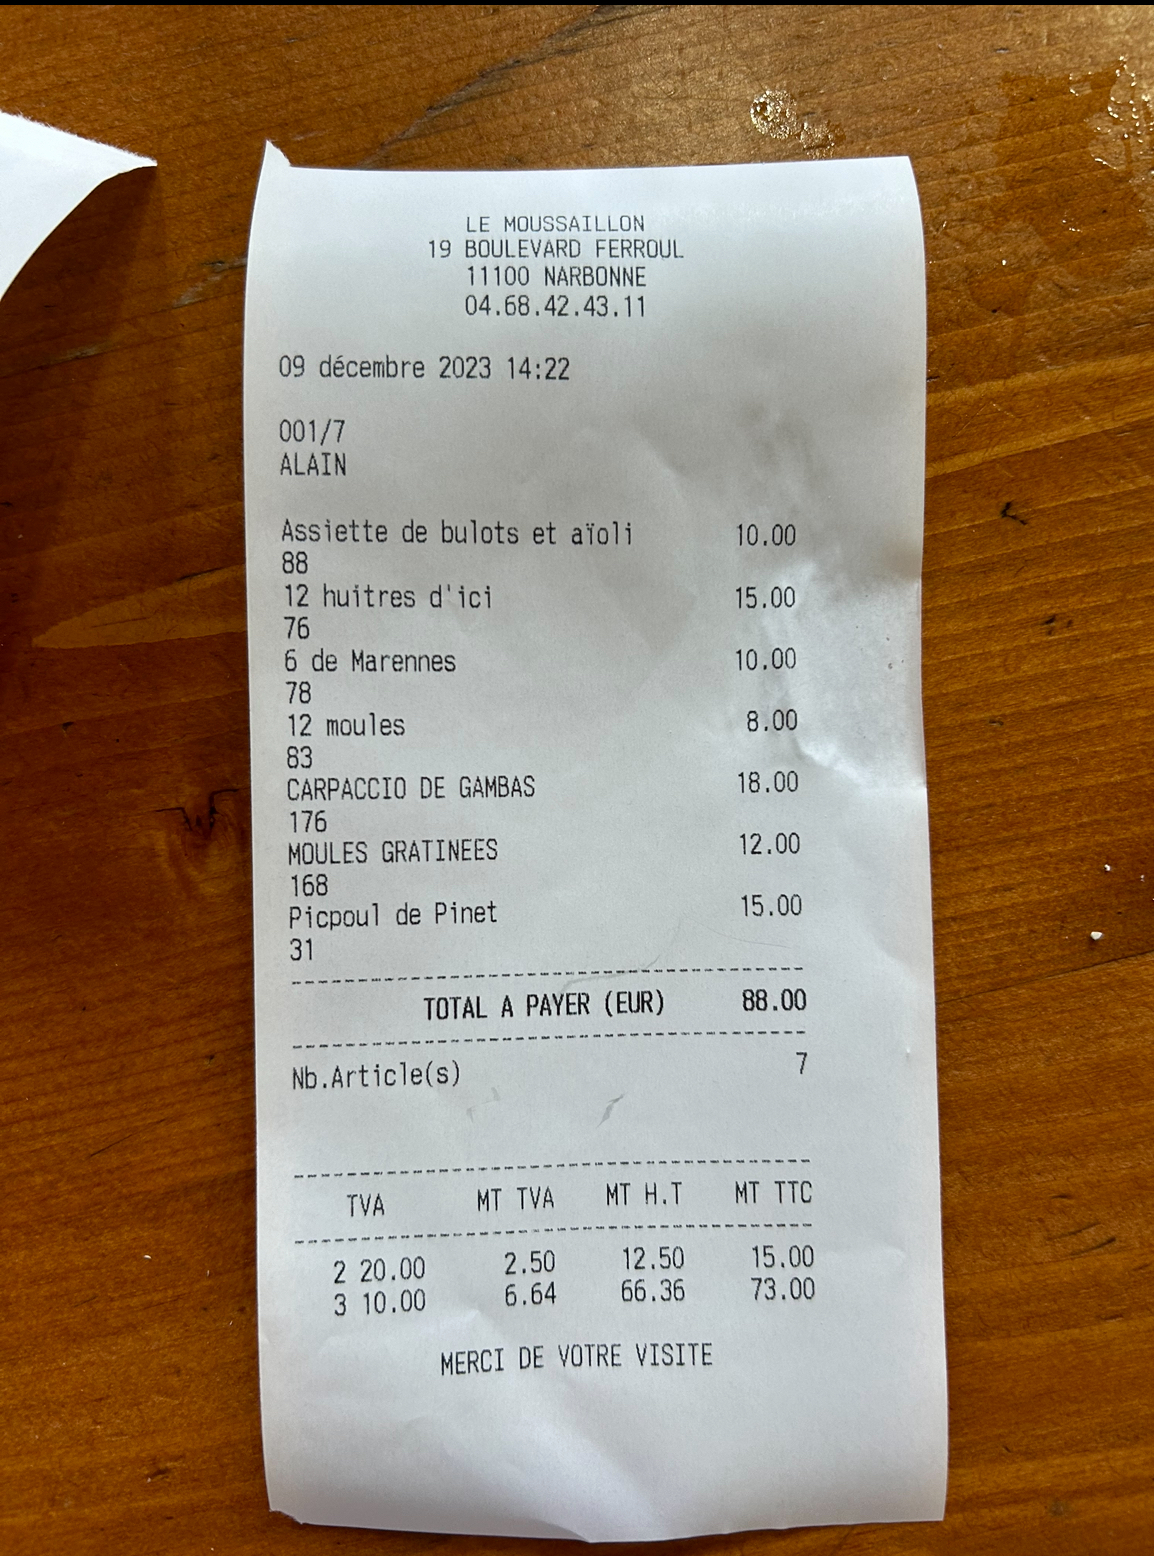 LE MOUSSAILLON
19 BOULEVARD FERROUL
11100 NARBONNE
04.68.42.43.11
09 décembre 2023 14:22
001/7
ALAIN
Assiette de bulots et aïoli 10.00
88
12 huitres d'ici 15.00
76
6 de Marennes 10.00
78
12 moules 8.00
83
CARPACCIO DE GAMBAS 18.00
176
MOULES GRATINEES 12.00
168
Picpoul de Pinet 15.00
31
TOTAL A PAYER (EUR) 88.00
Nb.Article(s) 7
TVA MT TVA MT H.T MT TTC
2 20.00 2.50 12.50 15.00
3 10.00 6.64 66.36 73.00
MERCI DE VOTRE VISITE